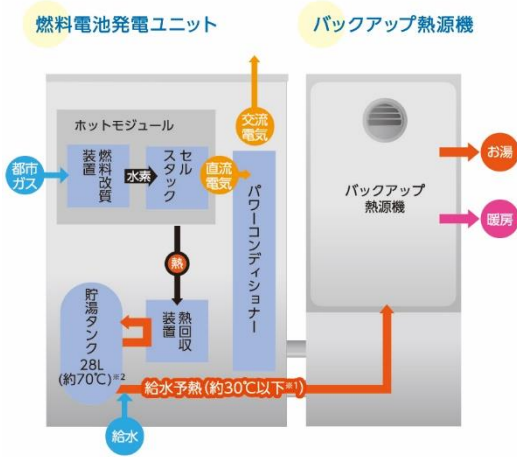 燃料電池発電ユニット
バックアップ熱源機
交流
電気
ホットモジュール
都市
ガス
燃料改質
装置
水素
セル
スタック
直流
電気
パワーコンディショナー
バックアップ
熱源機
お湯
暖房
熱
熱回収
装置
貯湯タンク
28L
(約70℃)※2
給水予熱(約30℃以下※1)
給水